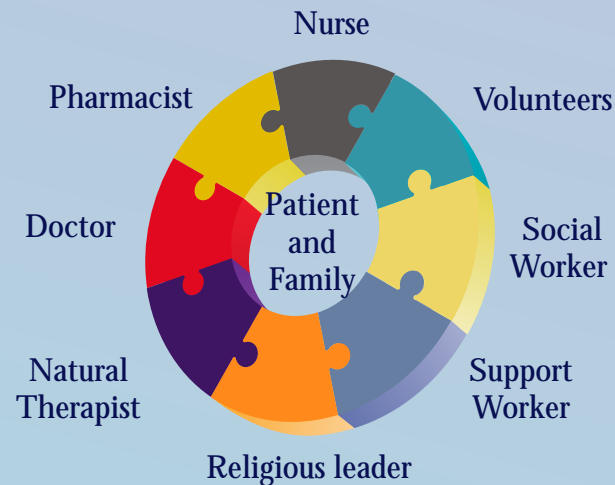 Nurse
Pharmacist
Volunteers
Doctor
Patient
and
Family
Social
Worker
Natural
Therapist
Support
Worker
Religious leader